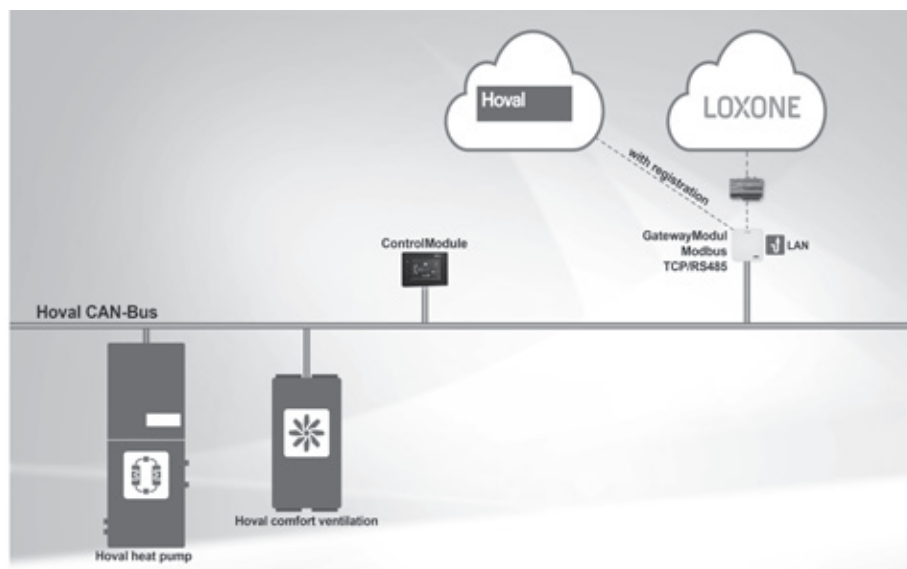 Hoval
LOXONE
with registration
ControlModule
GatewayModul
Modbus
TCP/RS485
LAN
Hoval CAN-Bus
Hoval comfort ventilation
Hoval heat pump